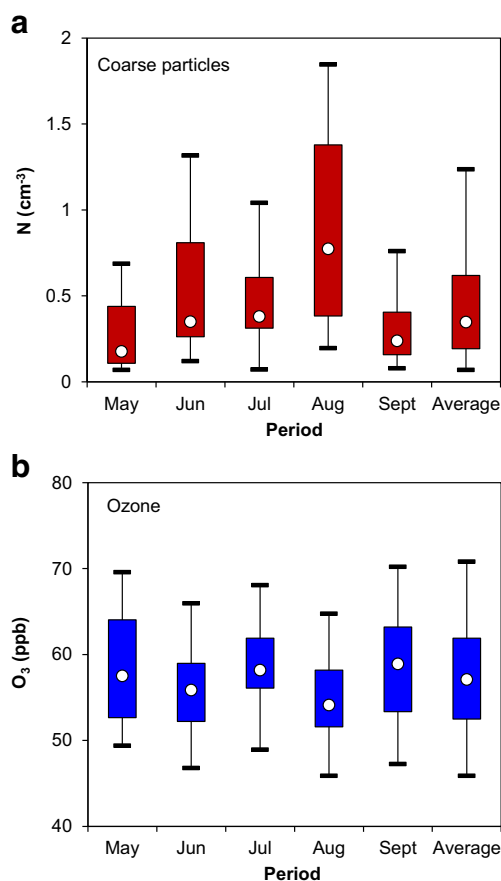 a
2
Coarse particles
1.5
N (cm⁻³)
1
0.5
0
May Jun Jul Aug Sept Average
Period
b
80
Ozone
70
O₃ (ppb)
60
50
40
May Jun Jul Aug Sept Average
Period